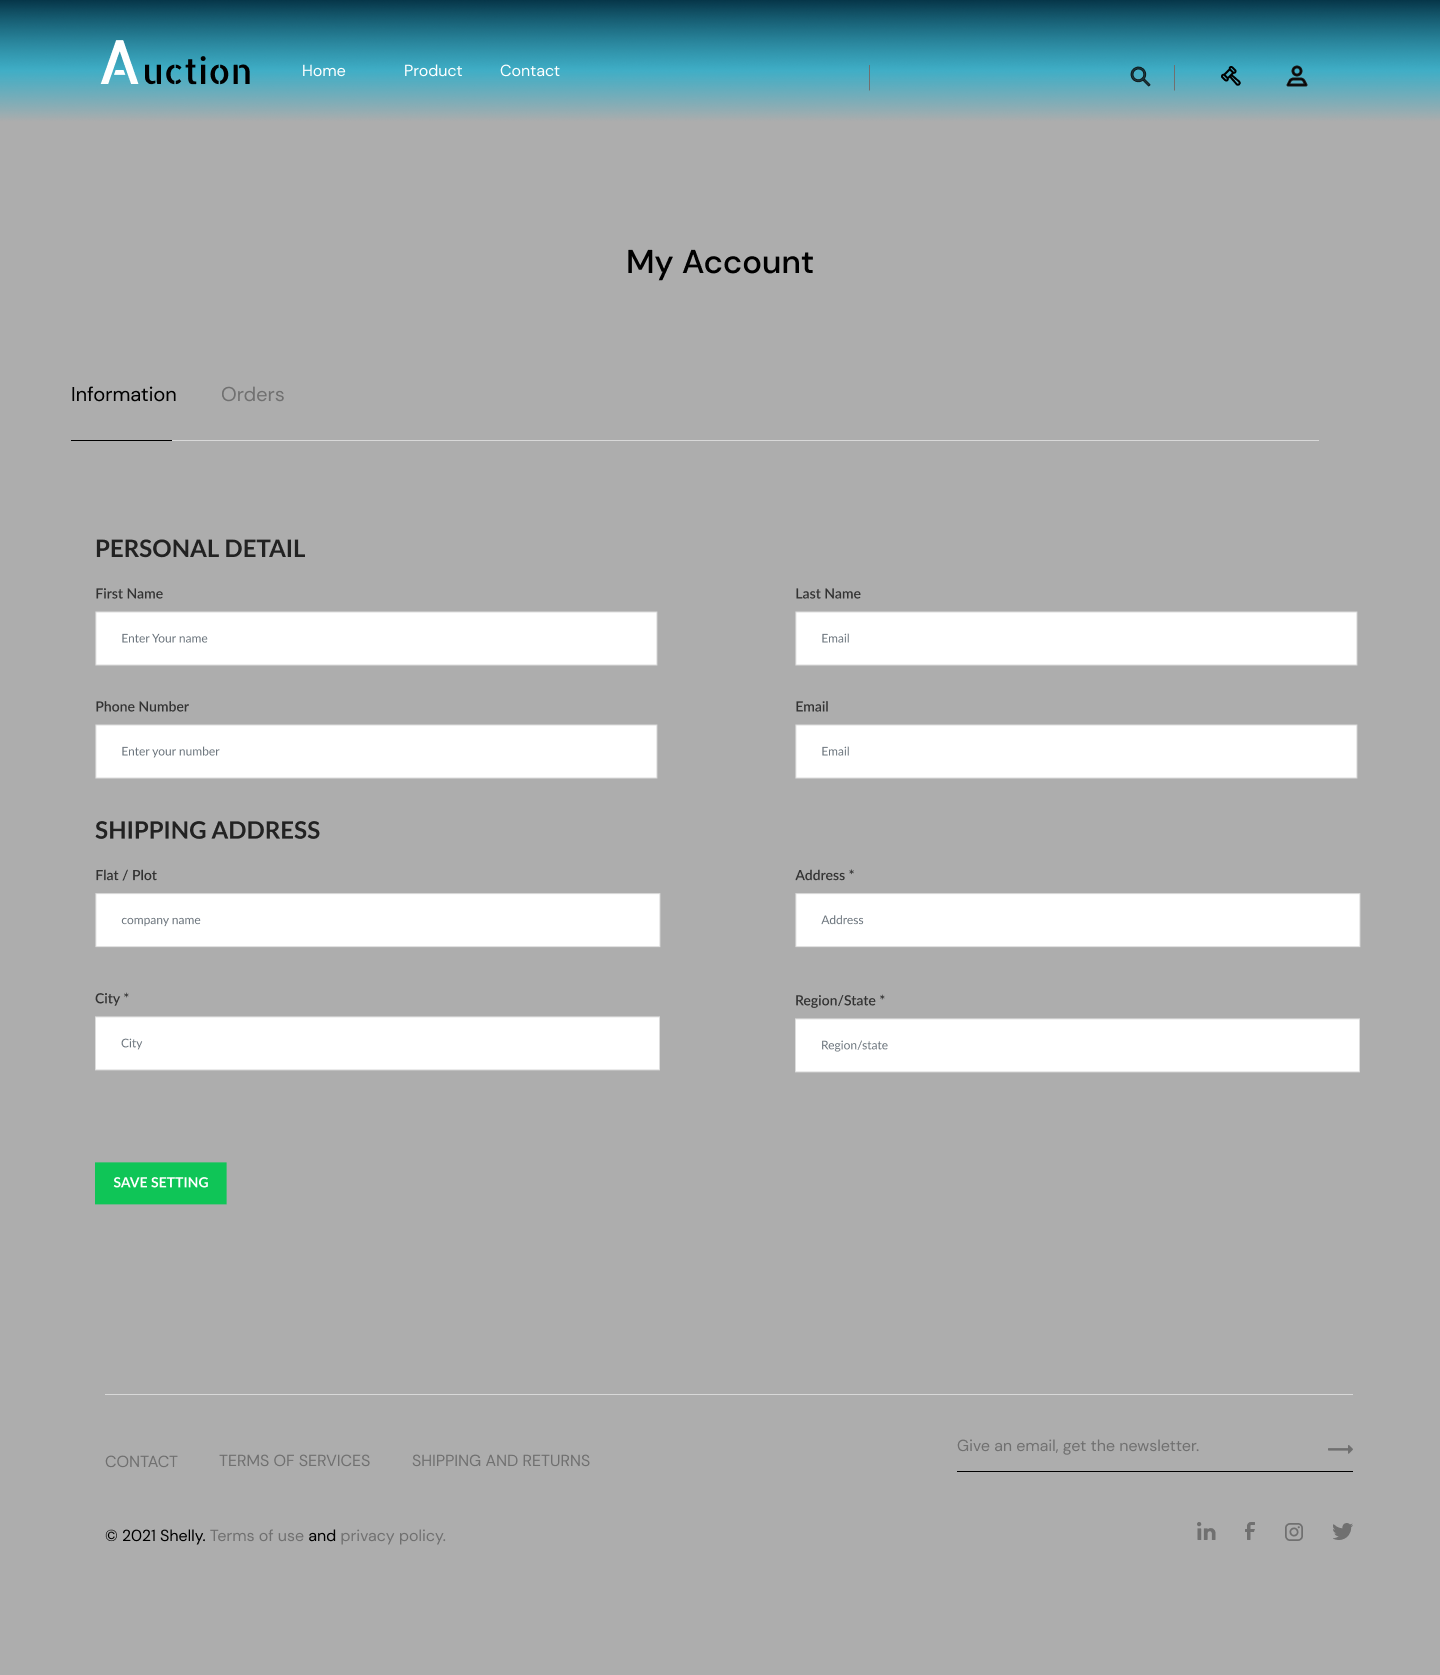 Auction Home Product Contact
My Account
Information Orders
PERSONAL DETAIL
First Name Last Name
Enter Your name Email
Phone Number Email
Enter your number Email
SHIPPING ADDRESS
Flat / Plot Address *
company name Address
City * Region/State *
City Region/state
SAVE SETTING
Give an email, get the newsletter.
CONTACT TERMS OF SERVICES SHIPPING AND RETURNS
© 2021 Shelly. Terms of use and privacy policy.